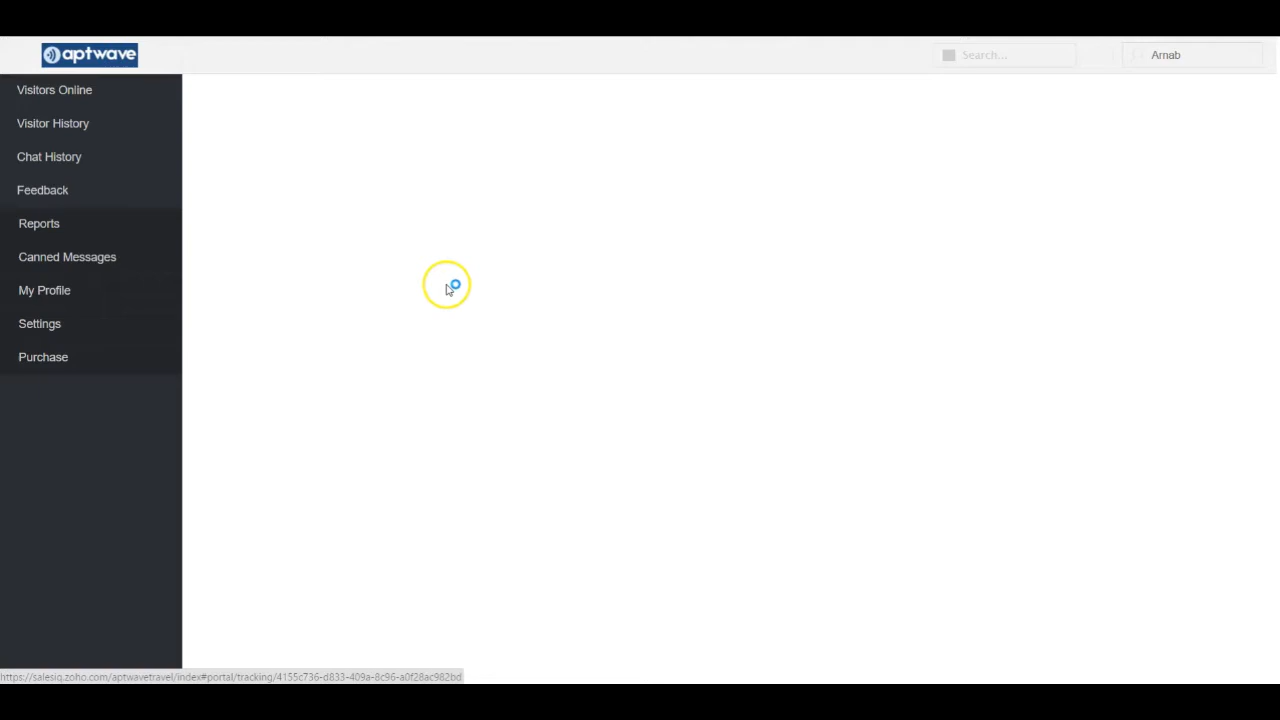 aptwave
Search...
Arnab
Visitors Online
Visitor History
Chat History
Feedback
Reports
Canned Messages
My Profile
Settings
Purchase
https://salesiq.zoho.com/aptwavetravel/index#portal/tracking/4155c736-d833-409a-8c96-a0f28ac982bd